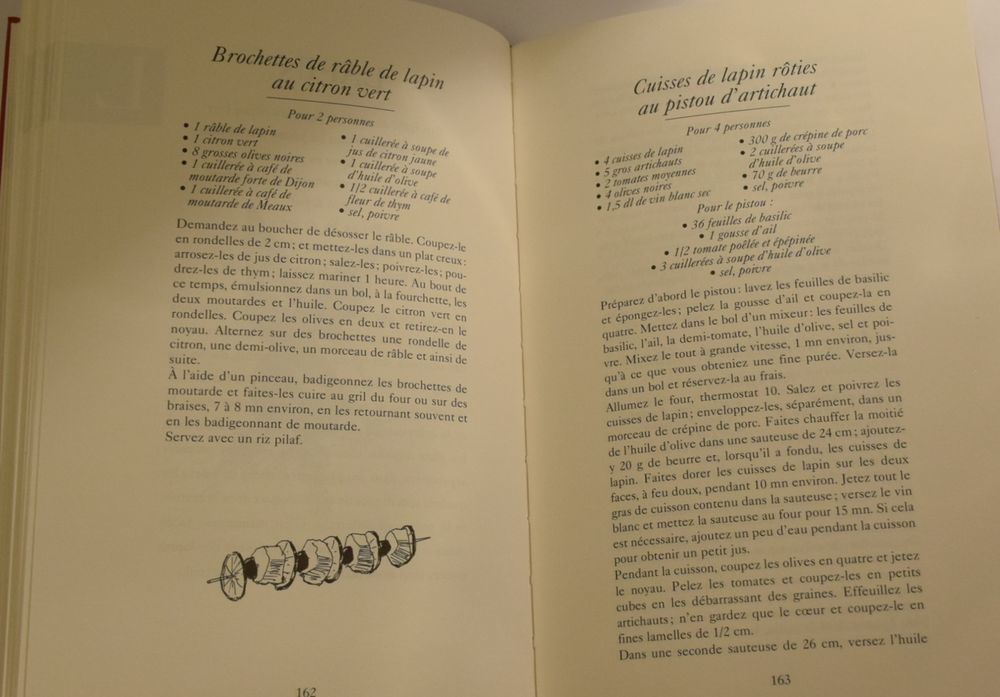 Brochettes de râble de lapin
au citron vert
Pour 2 personnes
• 1 râble de lapin
• 1 citron vert
• 8 grosses olives noires
• 1 cuillerée à café de
moutarde forte de Dijon
• 1 cuillerée à café de
moutarde de Meaux
• 1 cuillerée à soupe de
jus de citron jaune
• 1 cuillerée à soupe
d'huile d'olive
• 1/2 cuillerée à café de
fleur de thym
• sel, poivre
Demandez au boucher de désosser le râble. Coupez-le
en rondelles de 2 cm ; et mettez-les dans un plat creux :
arrosez-les de jus de citron ; salez-les ; poivrez-les ; pou-
drez-les de thym ; laissez mariner 1 heure. Au bout de
ce temps, émulsionnez dans un bol, à la fourchette, les
deux moutardes et l'huile. Coupez le citron vert en
rondelles. Coupez les olives en deux et retirez-en le
noyau. Alternez sur des brochettes une rondelle de
citron, une demi-olive, un morceau de râble et ainsi de
suite.
À l'aide d'un pinceau, badigeonnez les brochettes de
moutarde et faites-les cuire au gril du four ou sur des
braises, 7 à 8 mn environ, en les retournant souvent et
en les badigeonnant de moutarde.
Servez avec un riz pilaf.
162
Cuisses de lapin rôties
au pistou d'artichaut
Pour 4 personnes
• 4 cuisses de lapin
• 5 gros artichauts
• 2 tomates moyennes
• 4 olives noires
• 1,5 dl de vin blanc sec
• 300 g de crépine de porc
• 2 cuillerées à soupe
d'huile d'olive
• 70 g de beurre
• sel, poivre
Pour le pistou :
• 36 feuilles de basilic
• 1 gousse d'ail
• 1/2 tomate poêlée et épépinée
• 3 cuillerées à soupe d'huile d'olive
• sel, poivre
Préparez d'abord le pistou : lavez les feuilles de basilic
et épongez-les ; pelez la gousse d'ail et coupez-la en
quatre. Mettez dans le bol d'un mixeur : les feuilles de
basilic, l'ail, la demi-tomate, l'huile d'olive, sel et poi-
vre. Mixez le tout à grande vitesse, 1 mn environ, jus-
qu'à ce que vous obteniez une fine purée. Versez-la
dans un bol et réservez-la au frais.
Allumez le four, thermostat 10. Salez et poivrez les
cuisses de lapin ; enveloppez-les, séparément, dans un
morceau de crépine de porc. Faites chauffer la moitié
de l'huile d'olive dans une sauteuse de 24 cm ; ajoutez-
y 20 g de beurre et, lorsqu'il a fondu, les cuisses de
lapin. Faites dorer les cuisses de lapin sur les deux
faces, à feu doux, pendant 10 mn environ. Jetez tout le
gras de cuisson contenu dans la sauteuse ; versez le vin
blanc et mettez la sauteuse au four pour 15 mn. Si cela
est nécessaire, ajoutez un peu d'eau pendant la cuisson
pour obtenir un petit jus.
Pendant la cuisson, coupez les olives en quatre et jetez
le noyau. Pelez les tomates et coupez-les en petits
cubes en les débarrassant des graines. Effeuillez les
artichauts ; n'en gardez que le cœur et coupez-le en
fines lamelles de 1/2 cm.
Dans une seconde sauteuse de 26 cm, versez l'huile
163